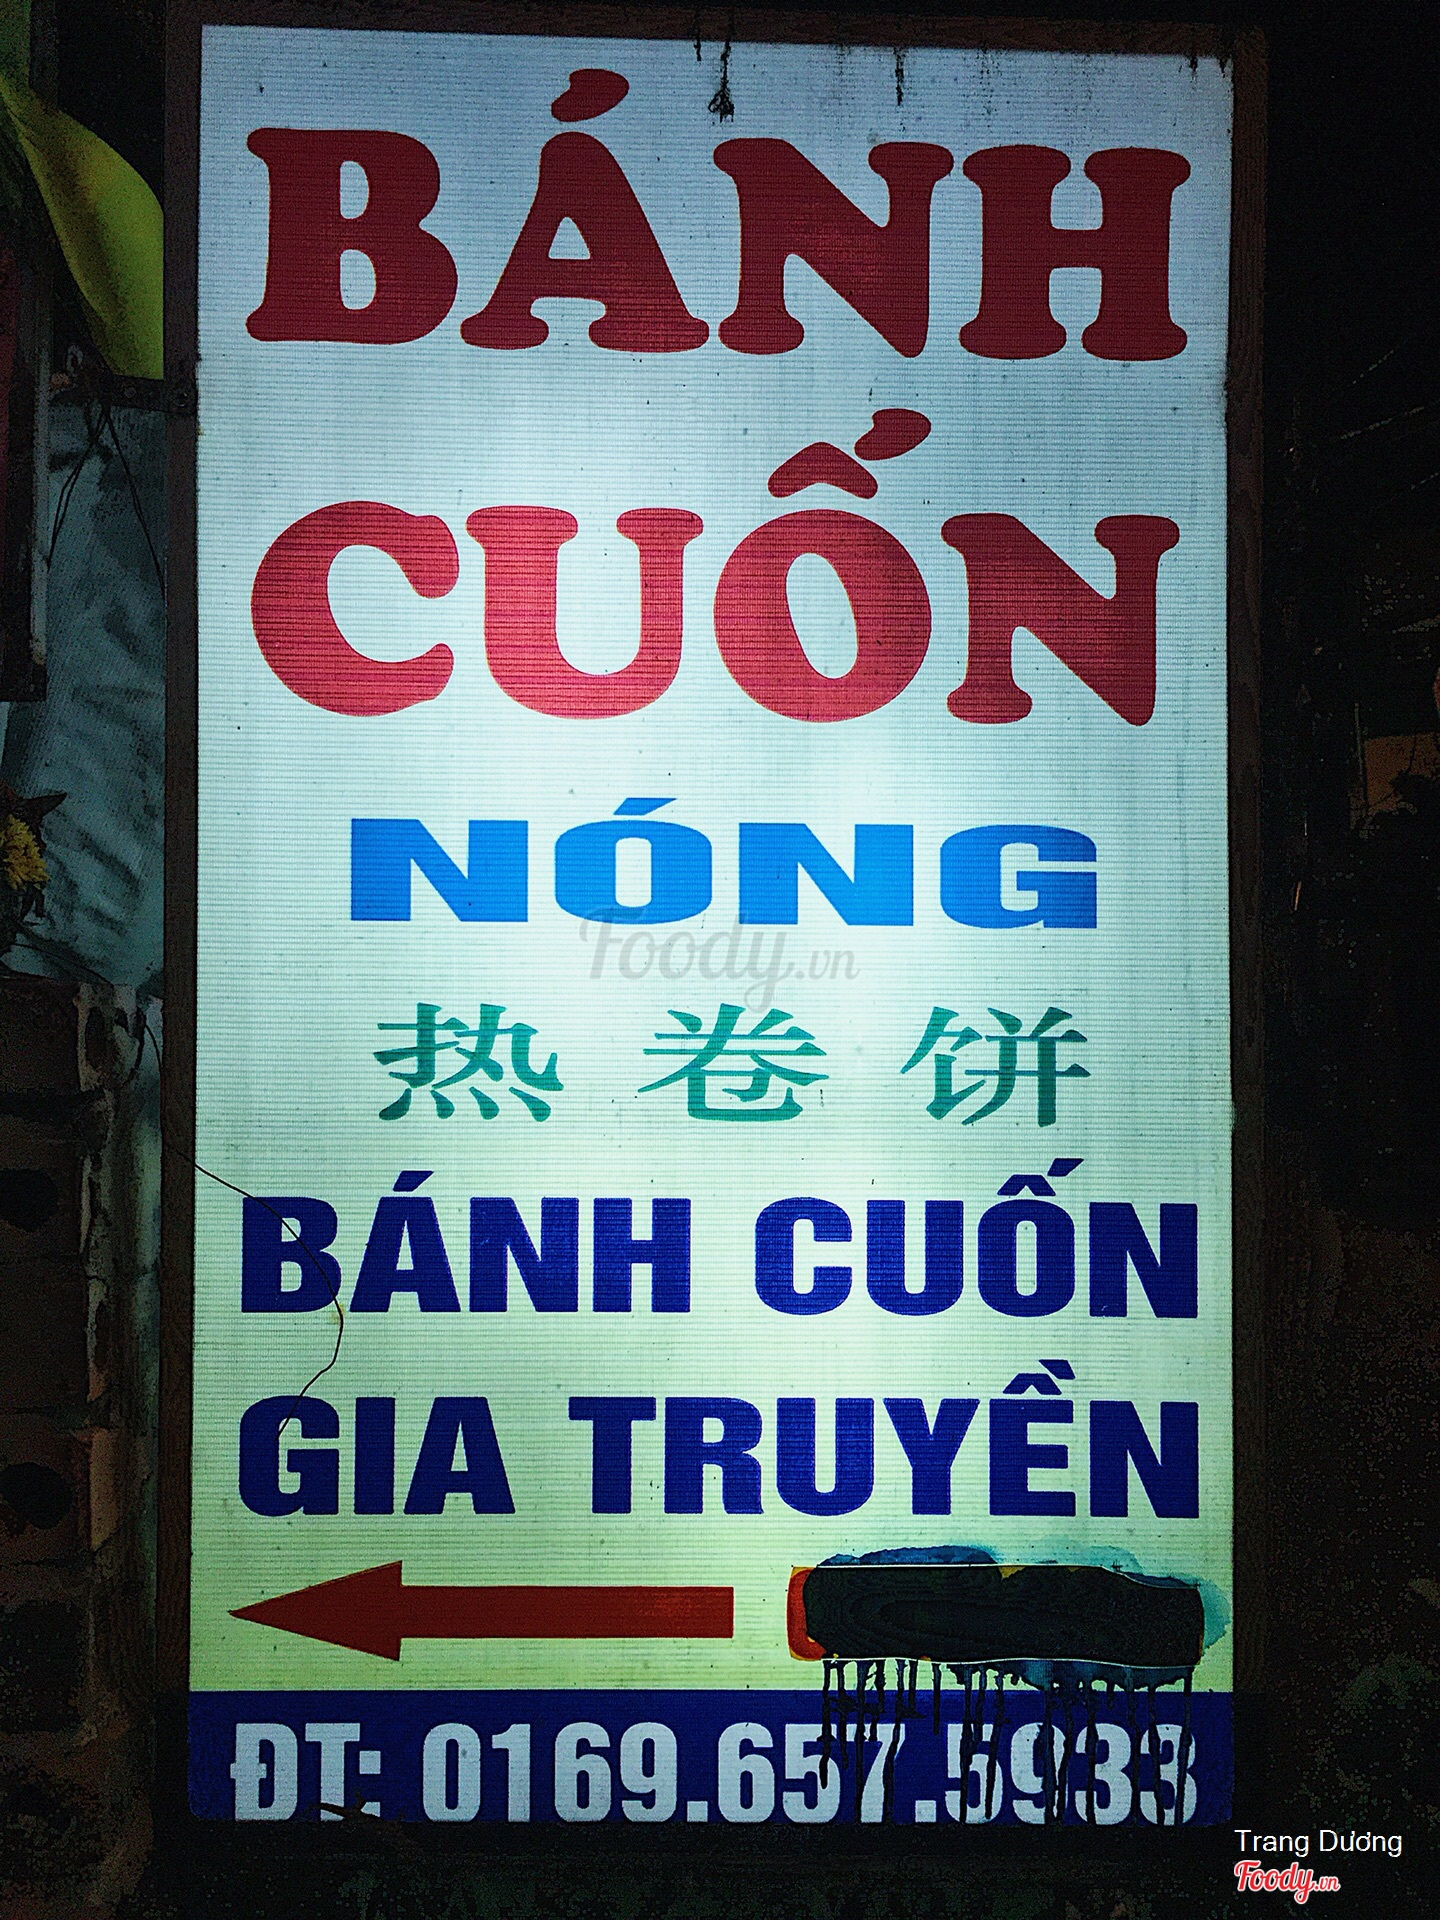 BÁNH
CUỐN
NÓNG
Foody.vn
热 卷 饼
BÁNH CUỐN
GIA TRUYỀN
ĐT: 0169.657.5933
Trang Dương
Foody.vn